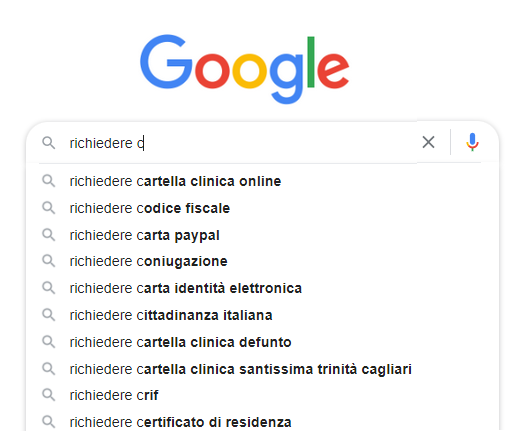 Google
richiedere c
richiedere cartella clinica online
richiedere codice fiscale
richiedere carta paypal
richiedere coniugazione
richiedere carta identità elettronica
richiedere cittadinanza italiana
richiedere cartella clinica defunto
richiedere cartella clinica santissima trinità cagliari
richiedere crif
richiedere certificato di residenza